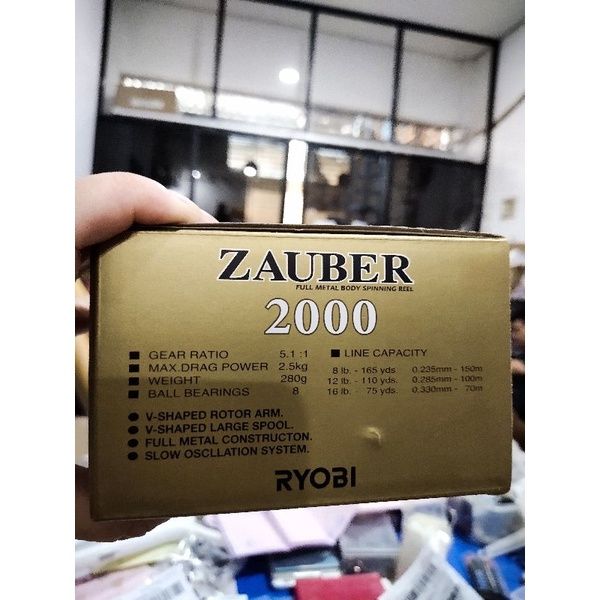 ZAUBER
FULL METAL BODY SPINNING REEL
2000
GEAR RATIO 5.1 :1
MAX.DRAG POWER 2.5kg
WEIGHT 280g
BALL BEARINGS 8
LINE CAPACITY
8 lb. - 165 yds. 0.235mm - 150m
12 lb. - 110 yds. 0.285mm - 100m
16 lb. - 75 yds. 0.330mm - 70m
V-SHAPED ROTOR ARM.
V-SHAPED LARGE SPOOL.
FULL METAL CONSTRUCTON.
SLOW OSCLLATION SYSTEM.
RYOBI